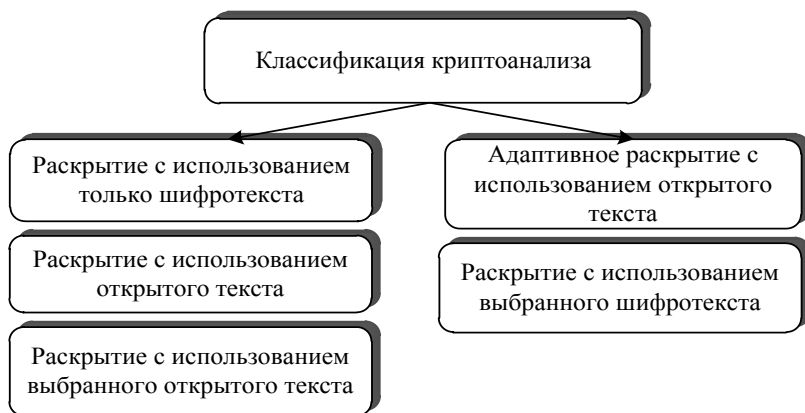 Классификация криптоанализа
Раскрытие с использованием
только шифротекста
Раскрытие с использованием
открытого текста
Раскрытие с использованием
выбранного открытого текста
Адаптивное раскрытие с
использованием открытого
текста
Раскрытие с использованием
выбранного шифротекста